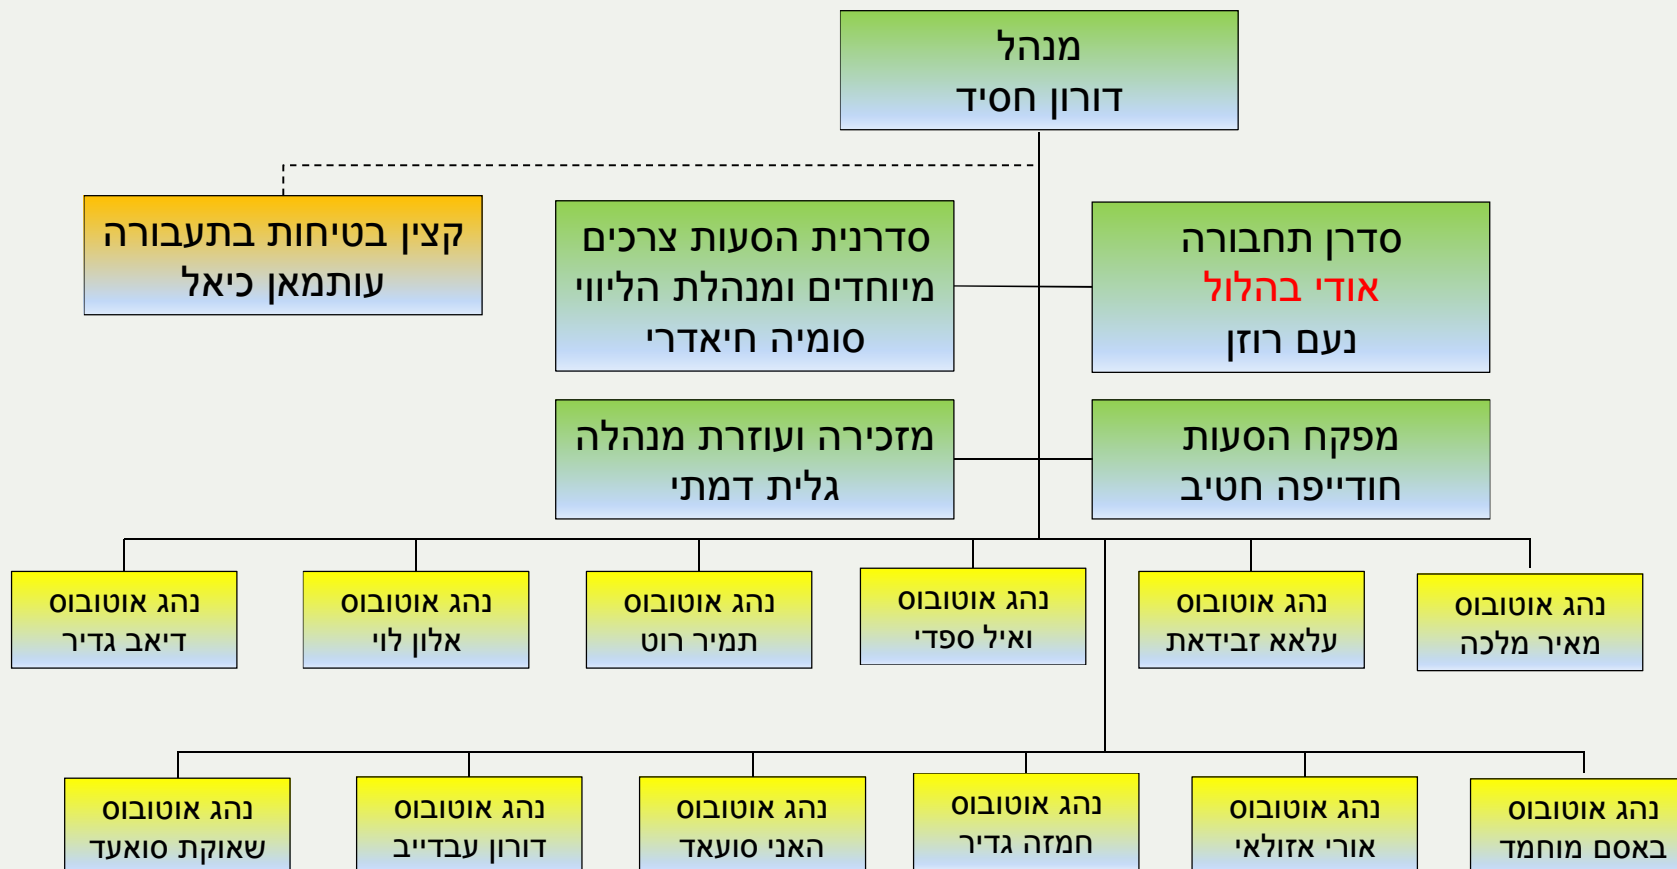 מנהל
דורון חסיד
סדרן תחבורה
אודי בהלול
נעם רוזן
סדרנית הסעות צרכים
מיוחדים ומנהלת הליווי
סומיה חיאדרי
קצין בטיחות בתעבורה
עותמאן כיאל
מפקח הסעות
חודייפה חטיב
מזכירה ועוזרת מנהלה
גלית דמתי
נהג אוטובוס
מאיר מלכה
נהג אוטובוס
עלאא זבידאת
נהג אוטובוס
ואיל ספדי
נהג אוטובוס
תמיר רוט
נהג אוטובוס
אלון לוי
נהג אוטובוס
דיאב גדיר
נהג אוטובוס
באסם מוחמד
נהג אוטובוס
אורי אזולאי
נהג אוטובוס
חמזה גדיר
נהג אוטובוס
האני סועאד
נהג אוטובוס
דורון עבדייב
נהג אוטובוס
שאוקת סואעד